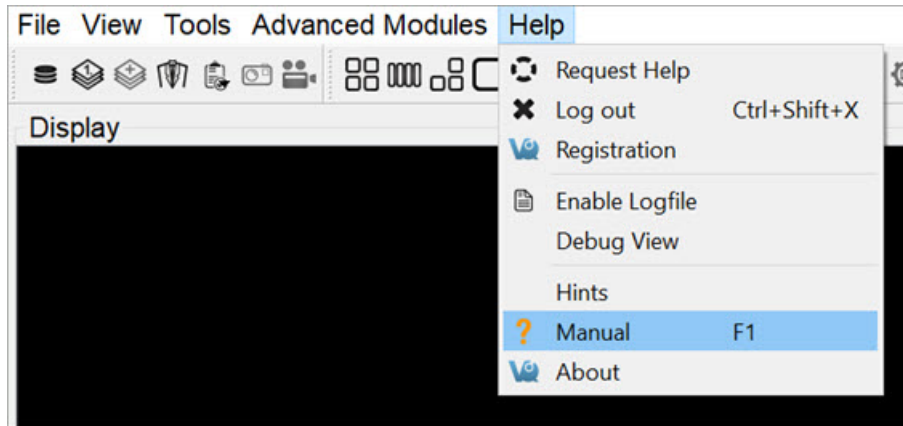 File View Tools Advanced Modules Help
Request Help
Log out Ctrl+Shift+X
Registration
Enable Logfile
Debug View
Hints
Manual F1
About
Display